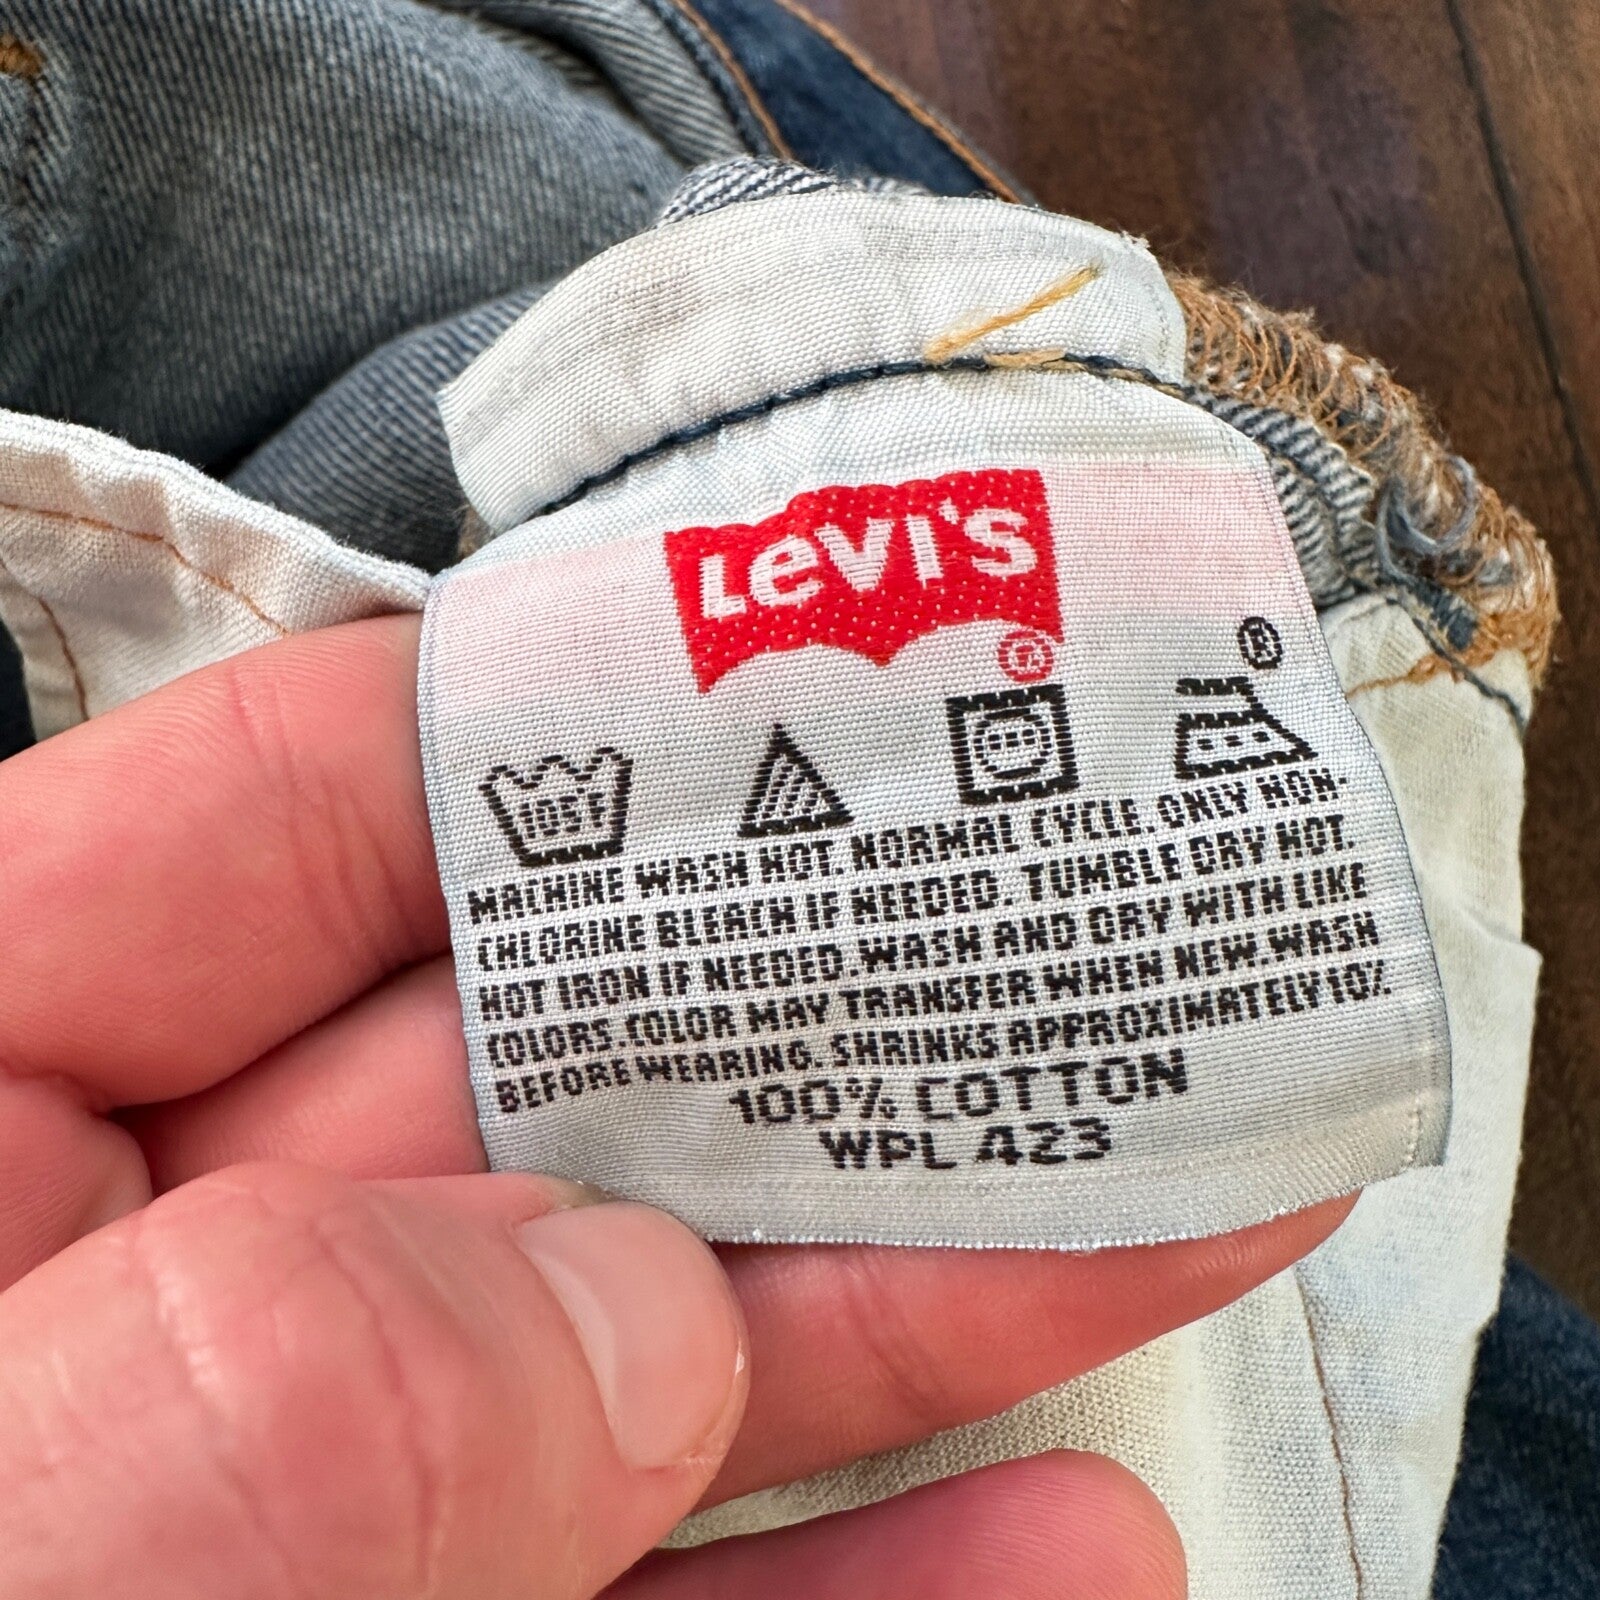 Levi's
®
®
105°F
MACHINE WASH HOT. NORMAL CYCLE. ONLY NON-
CHLORINE BLEACH IF NEEDED. TUMBLE DRY HOT.
HOT IRON IF NEEDED. WASH AND DRY WITH LIKE
COLORS. COLOR MAY TRANSFER WHEN NEW. WASH
BEFORE WEARING. SHRINKS APPROXIMATELY 10%.
100% COTTON
WPL 423